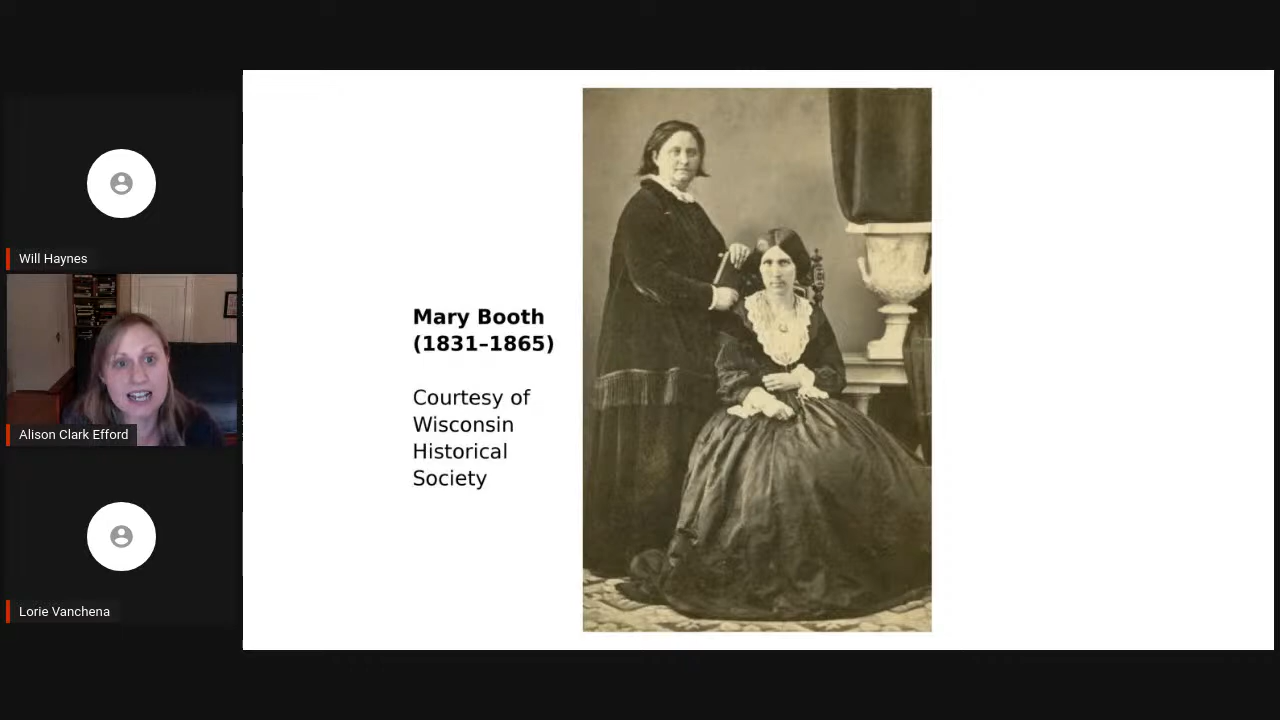 Will Haynes
Alison Clark Efford
Lorie Vanchena
Mary Booth
(1831–1865)
Courtesy of
Wisconsin
Historical
Society